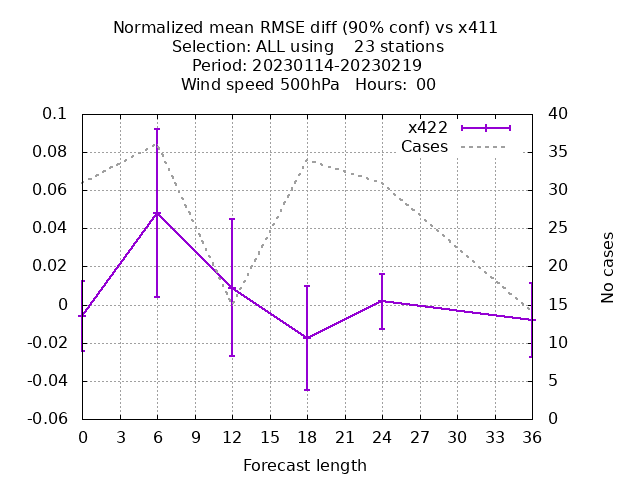 Normalized mean RMSE diff (90% conf) vs x411
Selection: ALL using    23 stations
Period: 20230114-20230219
Wind speed 500hPa   Hours: 00
x422
Cases
0.1
0.08
0.06
0.04
0.02
0
-0.02
-0.04
-0.06
40
35
30
25
20
15
10
5
0
No cases
0 3 6 9 12 15 18 21 24 27 30 33 36
Forecast length